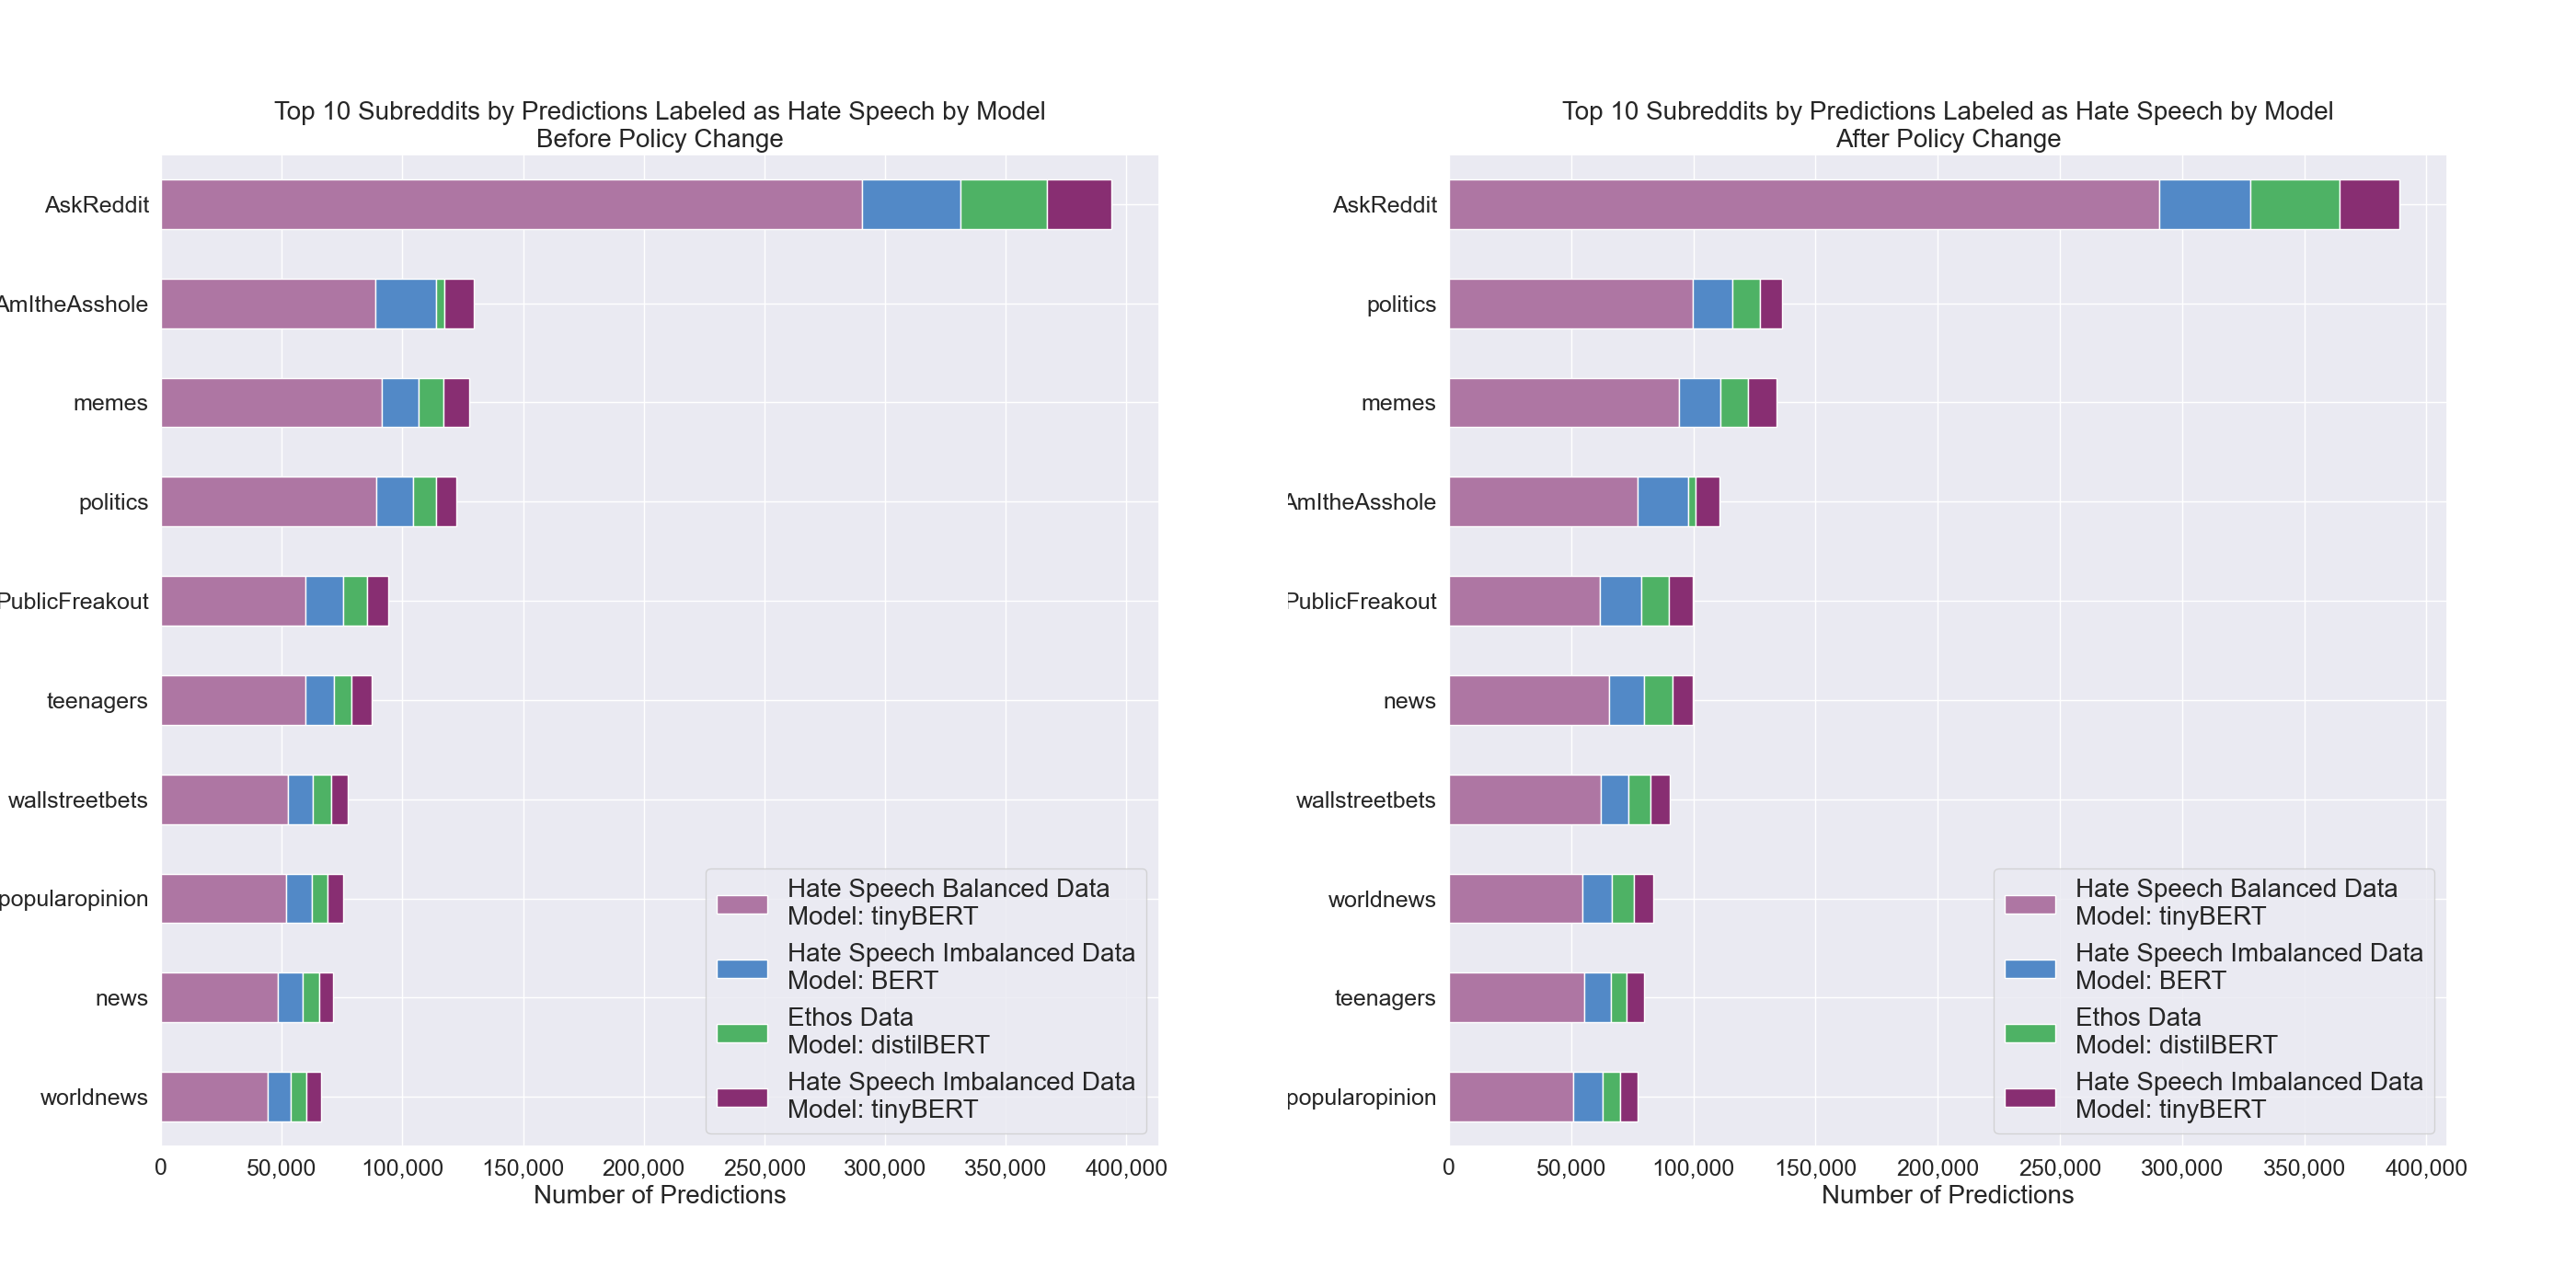 Top 10 Subreddits by Predictions Labeled as Hate Speech by Model
Before Policy Change
AskReddit
AmItheAsshole
memes
politics
PublicFreakout
teenagers
wallstreetbets
popularopinion
news
worldnews
Hate Speech Balanced Data
Model: tinyBERT
Hate Speech Imbalanced Data
Model: BERT
Ethos Data
Model: distilBERT
Hate Speech Imbalanced Data
Model: tinyBERT
0 50,000 100,000 150,000 200,000 250,000 300,000 350,000 400,000
Number of Predictions
Top 10 Subreddits by Predictions Labeled as Hate Speech by Model
After Policy Change
AskReddit
politics
memes
AmItheAsshole
PublicFreakout
news
wallstreetbets
worldnews
teenagers
popularopinion
Hate Speech Balanced Data
Model: tinyBERT
Hate Speech Imbalanced Data
Model: BERT
Ethos Data
Model: distilBERT
Hate Speech Imbalanced Data
Model: tinyBERT
0 50,000 100,000 150,000 200,000 250,000 300,000 350,000 400,000
Number of Predictions